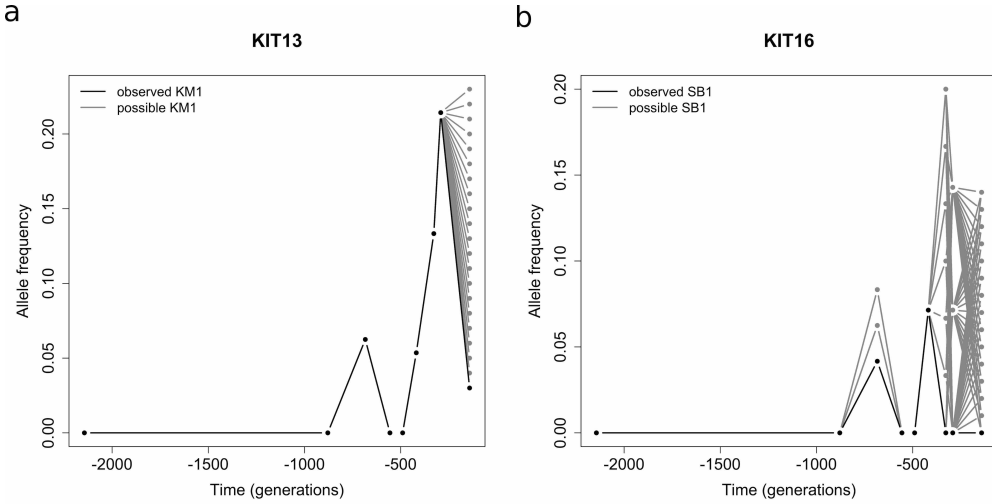 a
KIT13
observed KM1
possible KM1
Allele frequency
0.20
0.15
0.10
0.05
0.00
-2000 -1500 -1000 -500
Time (generations)
b
KIT16
observed SB1
possible SB1
Allele frequency
0.20
0.15
0.10
0.05
0.00
-2000 -1500 -1000 -500
Time (generations)